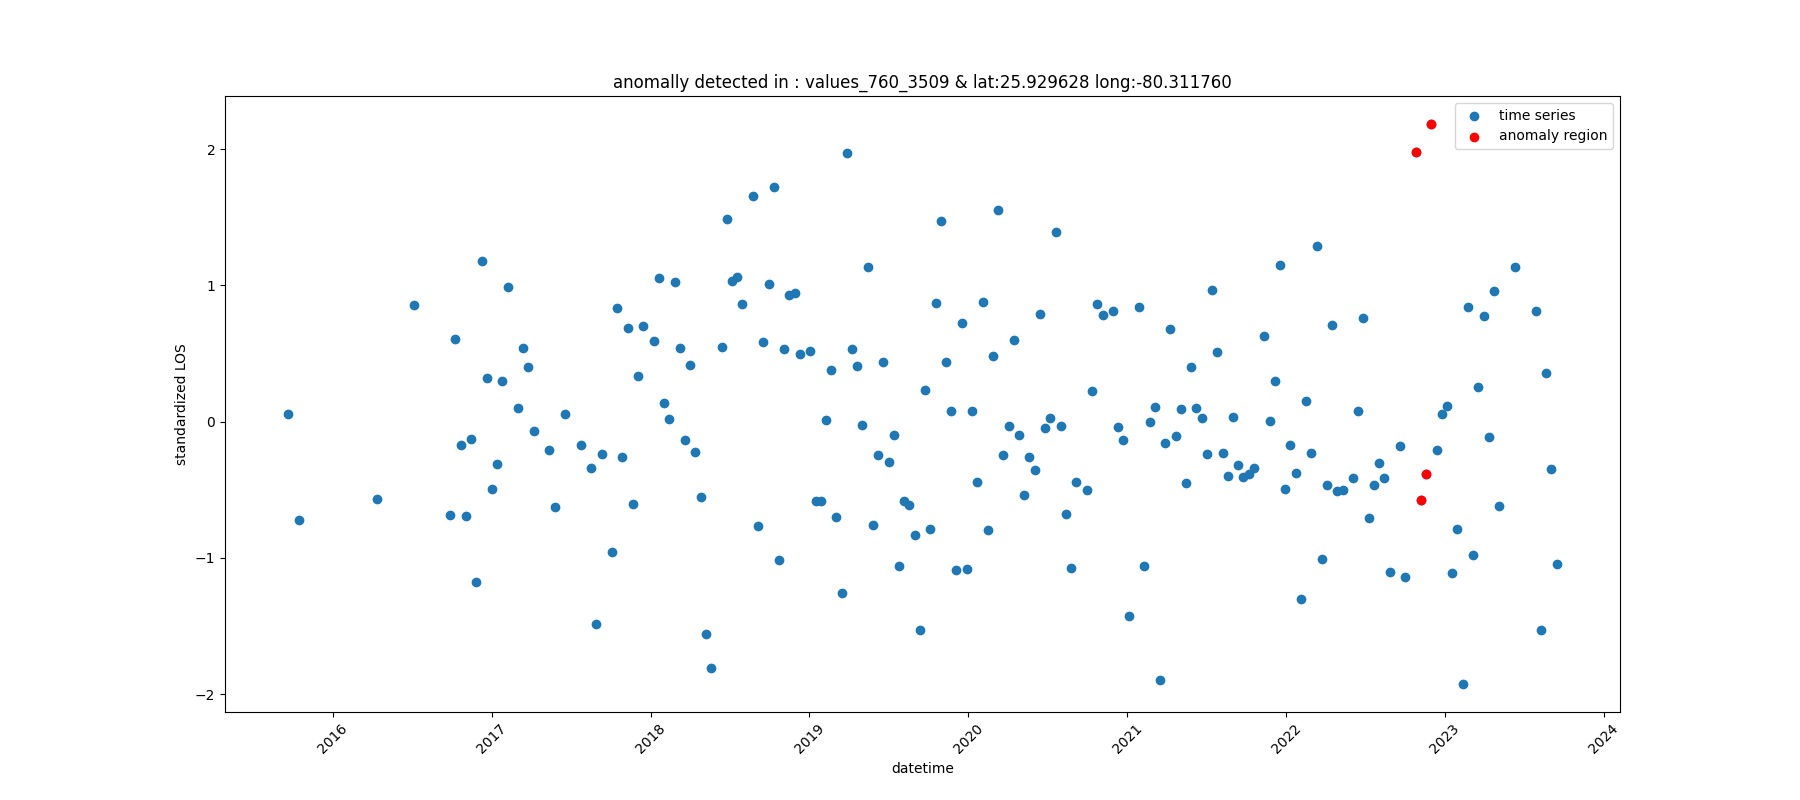 anomally detected in : values_760_3509 & lat:25.929628 long:-80.311760
time series
anomaly region
2
1
0
−1
−2
standardized LOS
2016
2017
2018
2019
2020
2021
2022
2023
2024
datetime